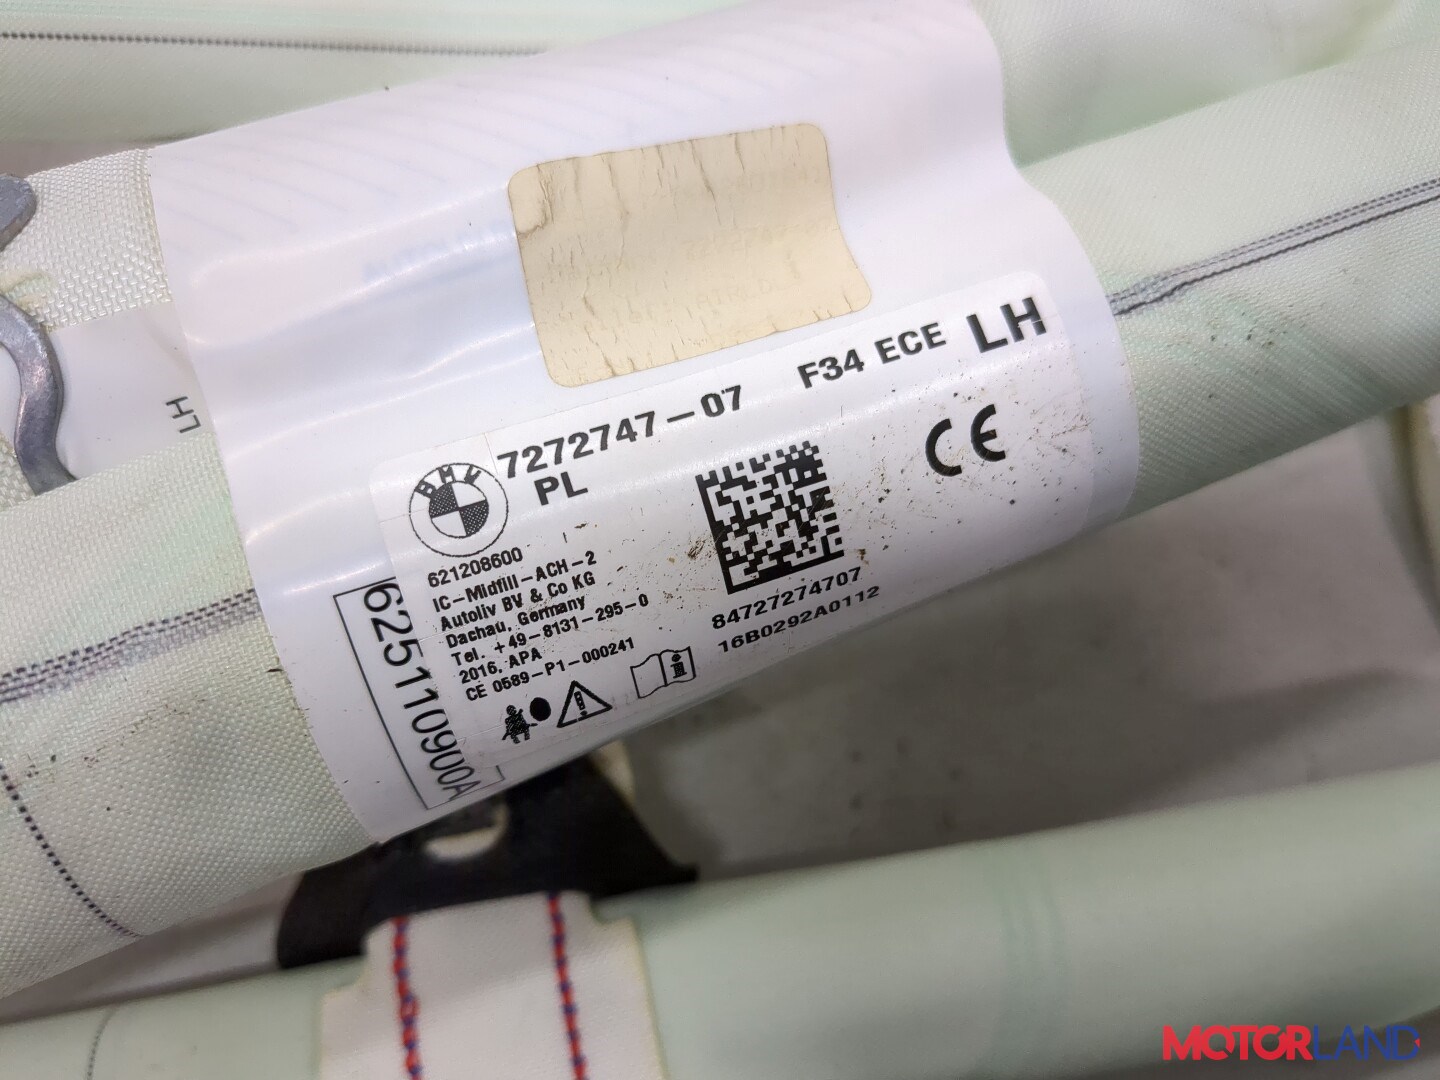 7272747-07 F34 ECE LH
PL
BMW
621208600
IC-Midfill-ACH-2
Autoliv BV & Co KG
Dachau, Germany
Tel. +49-8131-295-0
2016, APA
CE 0589-P1-000241
CE
84727274707
16B0292A0112
625110900A
LH
MOTORLAND